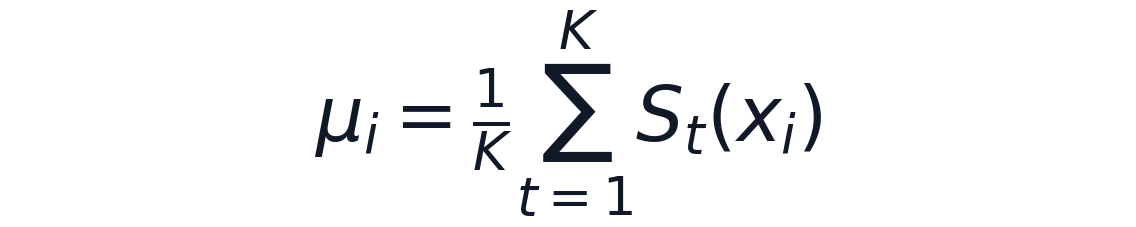 μ_i = \frac{1}{K} \sum_{t=1}^{K} S_t(x_i)